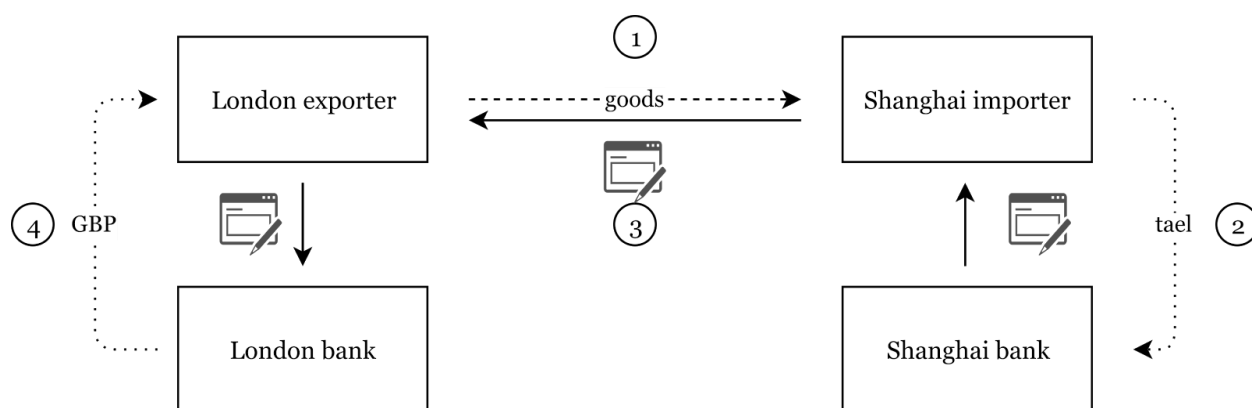 1
London exporter
goods
Shanghai importer
4
GBP
3
tael
2
London bank
Shanghai bank